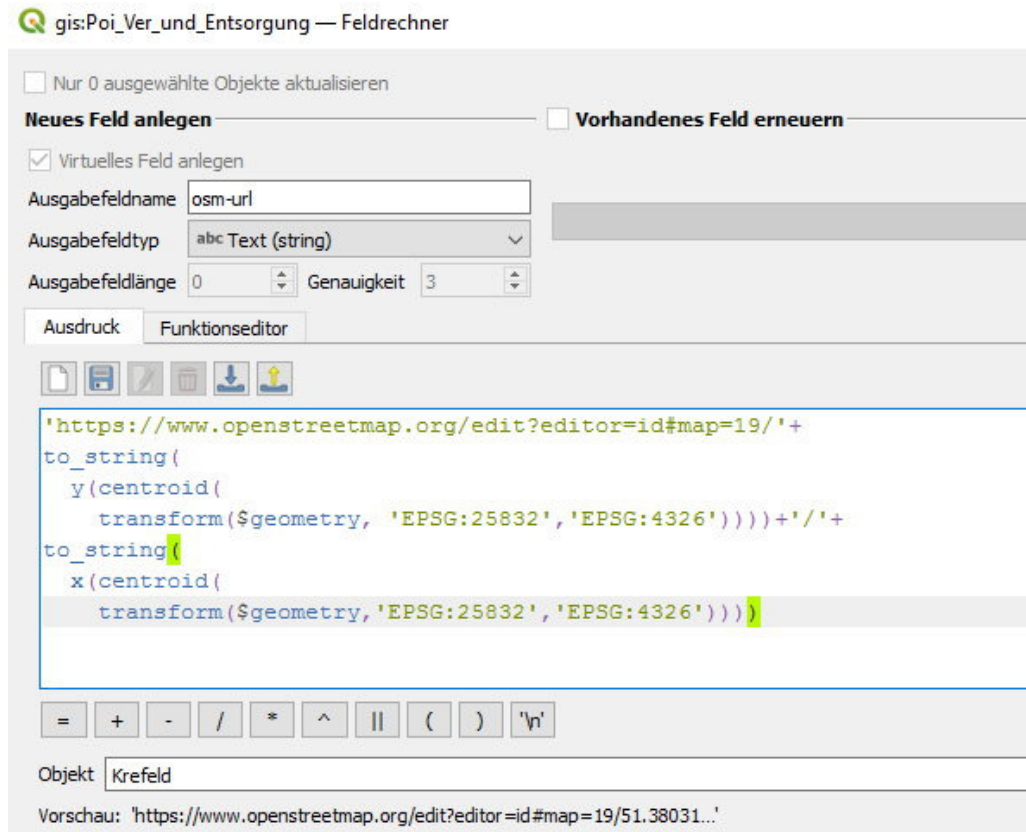 gis:Poi_Ver_und_Entsorgung — Feldrechner
Nur 0 ausgewählte Objekte aktualisieren
Neues Feld anlegen
Vorhandenes Feld erneuern
Virtuelles Feld anlegen
Ausgabefeldname osm-url
Ausgabefeldtyp abc Text (string)
Ausgabefeldlänge 0 Genauigkeit 3
Ausdruck Funktionseditor
'https://www.openstreetmap.org/edit?editor=id#map=19/'+
to_string(
y(centroid(
transform($geometry, 'EPSG:25832','EPSG:4326'))))+'/'+
to_string(
x(centroid(
transform($geometry,'EPSG:25832','EPSG:4326'))))
= + - / * ^ || ( ) '\n'
Objekt Krefeld
Vorschau: 'https://www.openstreetmap.org/edit?editor=id#map=19/51.38031...'